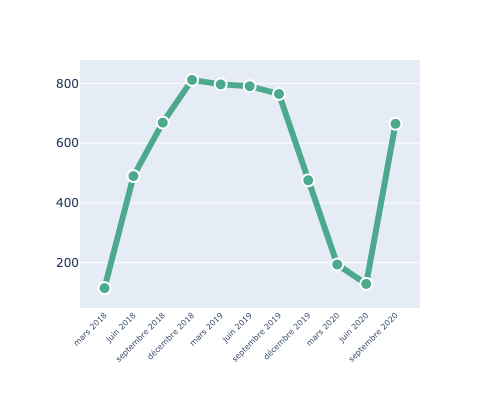 800
600
400
200
mars 2018
juin 2018
septembre 2018
décembre 2018
mars 2019
juin 2019
septembre 2019
décembre 2019
mars 2020
juin 2020
septembre 2020